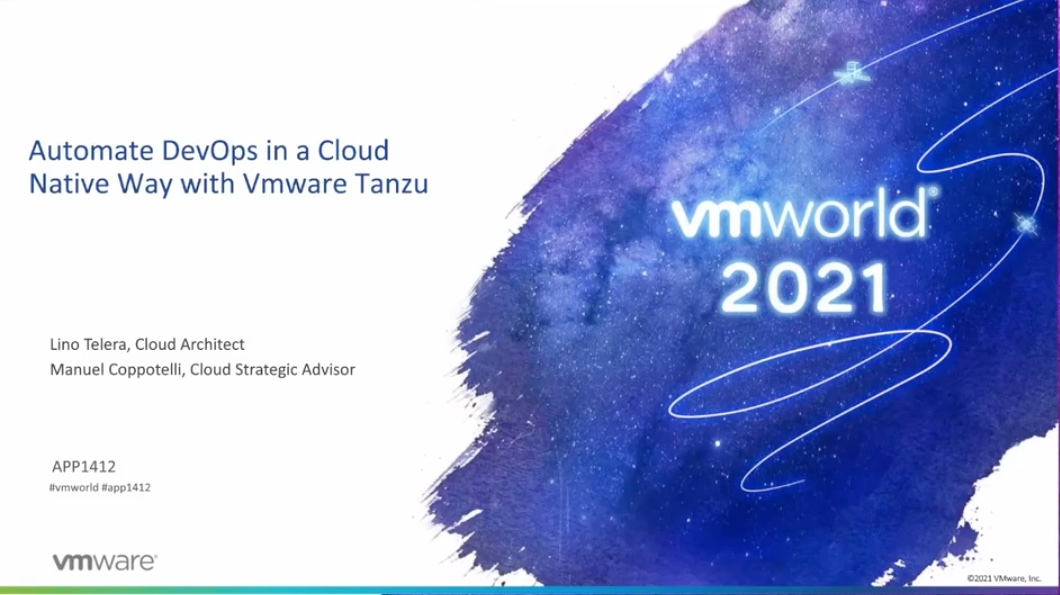 Automate DevOps in a Cloud
Native Way with Vmware Tanzu
vmworld®
2021
Lino Telera, Cloud Architect
Manuel Coppotelli, Cloud Strategic Advisor
APP1412
#vmworld #app1412
vmware®
©2021 VMware, Inc.